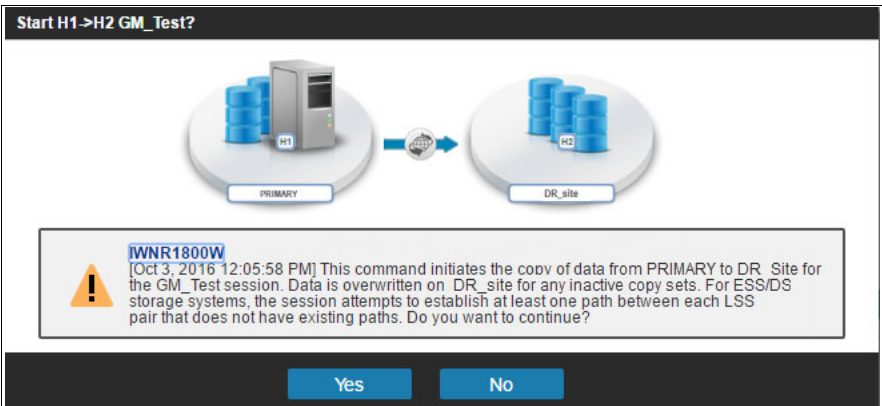 Start H1->H2 GM_Test?
H1
H2
PRIMARY
DR_site
IWNR1800W
[Oct 3, 2016 12:05:58 PM] This command initiates the copy of data from PRIMARY to DR_Site for
the GM_Test session. Data is overwritten on DR_site for any inactive copy sets. For ESS/DS
storage systems, the session attempts to establish at least one path between each LSS
pair that does not have existing paths. Do you want to continue?
Yes
No